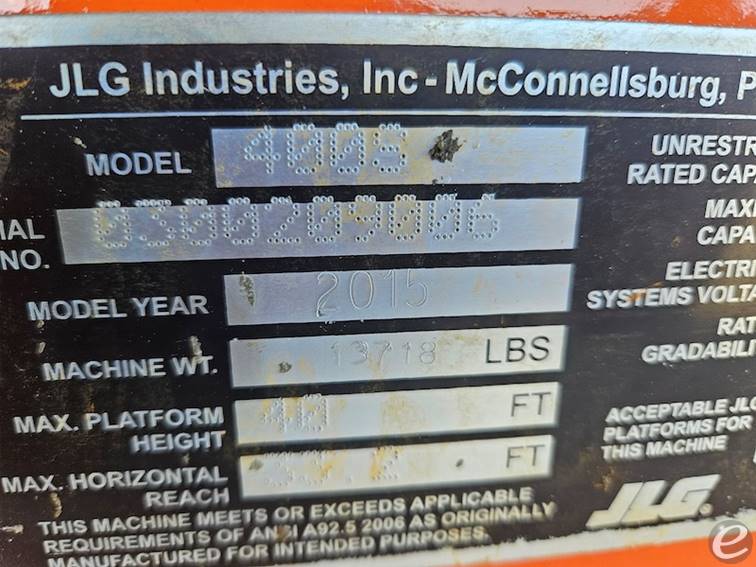 JLG Industries, Inc - McConnellsburg, P
MODEL 400S
IAL NO. 0300209006
MODEL YEAR 2015
MACHINE WT. 13718 LBS
MAX. PLATFORM HEIGHT 40 FT
MAX. HORIZONTAL REACH FT
THIS MACHINE MEETS OR EXCEEDS APPLICABLE
REQUIREMENTS OF ANSI A92.5 2006 AS ORIGINALLY
MANUFACTURED FOR INTENDED PURPOSES.
UNRESTR
RATED CAPA
MAXI
CAPA
ELECTRI
SYSTEMS VOLTA
RAT
GRADABILI
ACCEPTABLE JL
PLATFORMS FOR
THIS MACHINE
JLG®
e